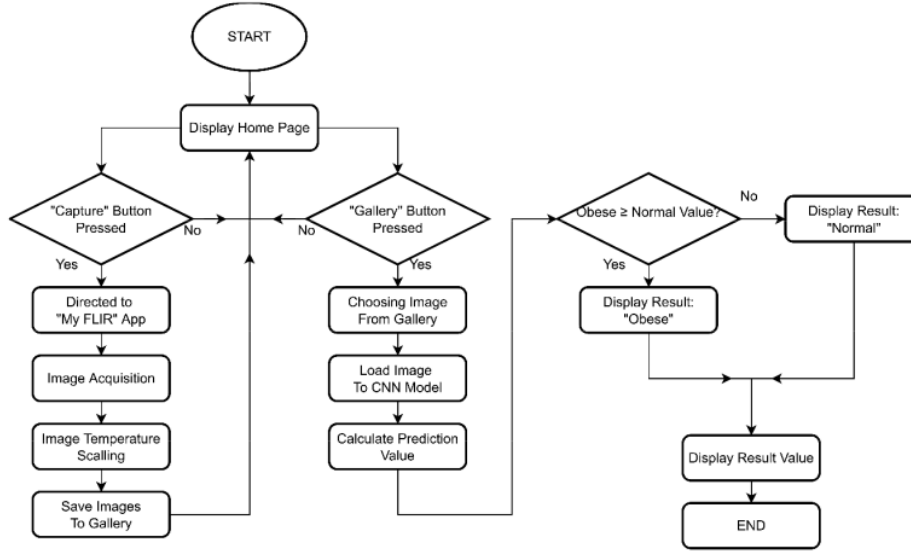 START
Display Home Page
"Capture" Button
Pressed
No
Yes
Directed to
"My FLIR" App
Image Acquisition
Image Temperature
Scalling
Save Images
To Gallery
"Gallery" Button
Pressed
No
Yes
Choosing Image
From Gallery
Load Image
To CNN Model
Calculate Prediction
Value
Obese ≥ Normal Value?
No
Yes
Display Result:
"Normal"
Display Result:
"Obese"
Display Result Value
END